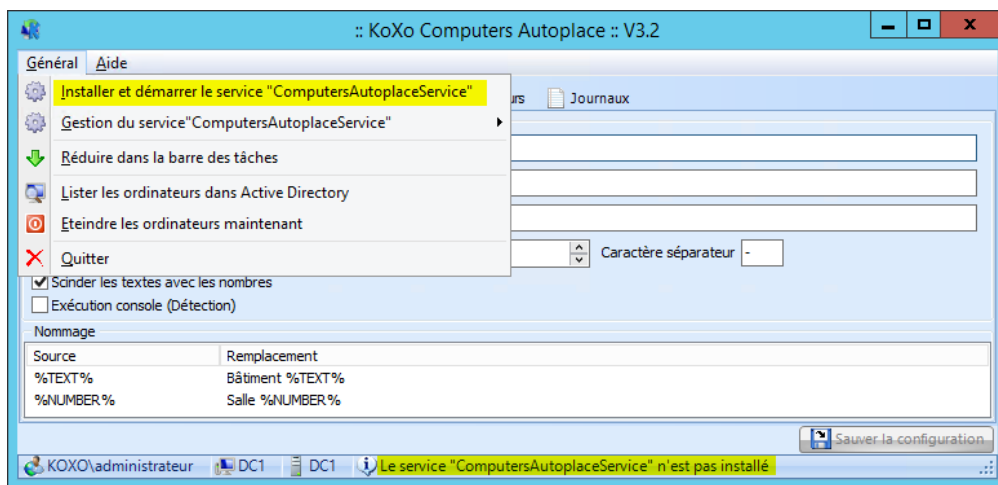 :: KoXo Computers Autoplace :: V3.2
Général Aide
Installer et démarrer le service "ComputersAutoplaceService"
Gestion du service"ComputersAutoplaceService"
Réduire dans la barre des tâches
Lister les ordinateurs dans Active Directory
Eteindre les ordinateurs maintenant
Quitter
Journaux
Caractère séparateur -
Scinder les textes avec les nombres
Exécution console (Détection)
Nommage
Source Remplacement
%TEXT% Bâtiment %TEXT%
%NUMBER% Salle %NUMBER%
Sauver la configuration
KOXO\administrateur DC1 DC1 Le service "ComputersAutoplaceService" n'est pas installé